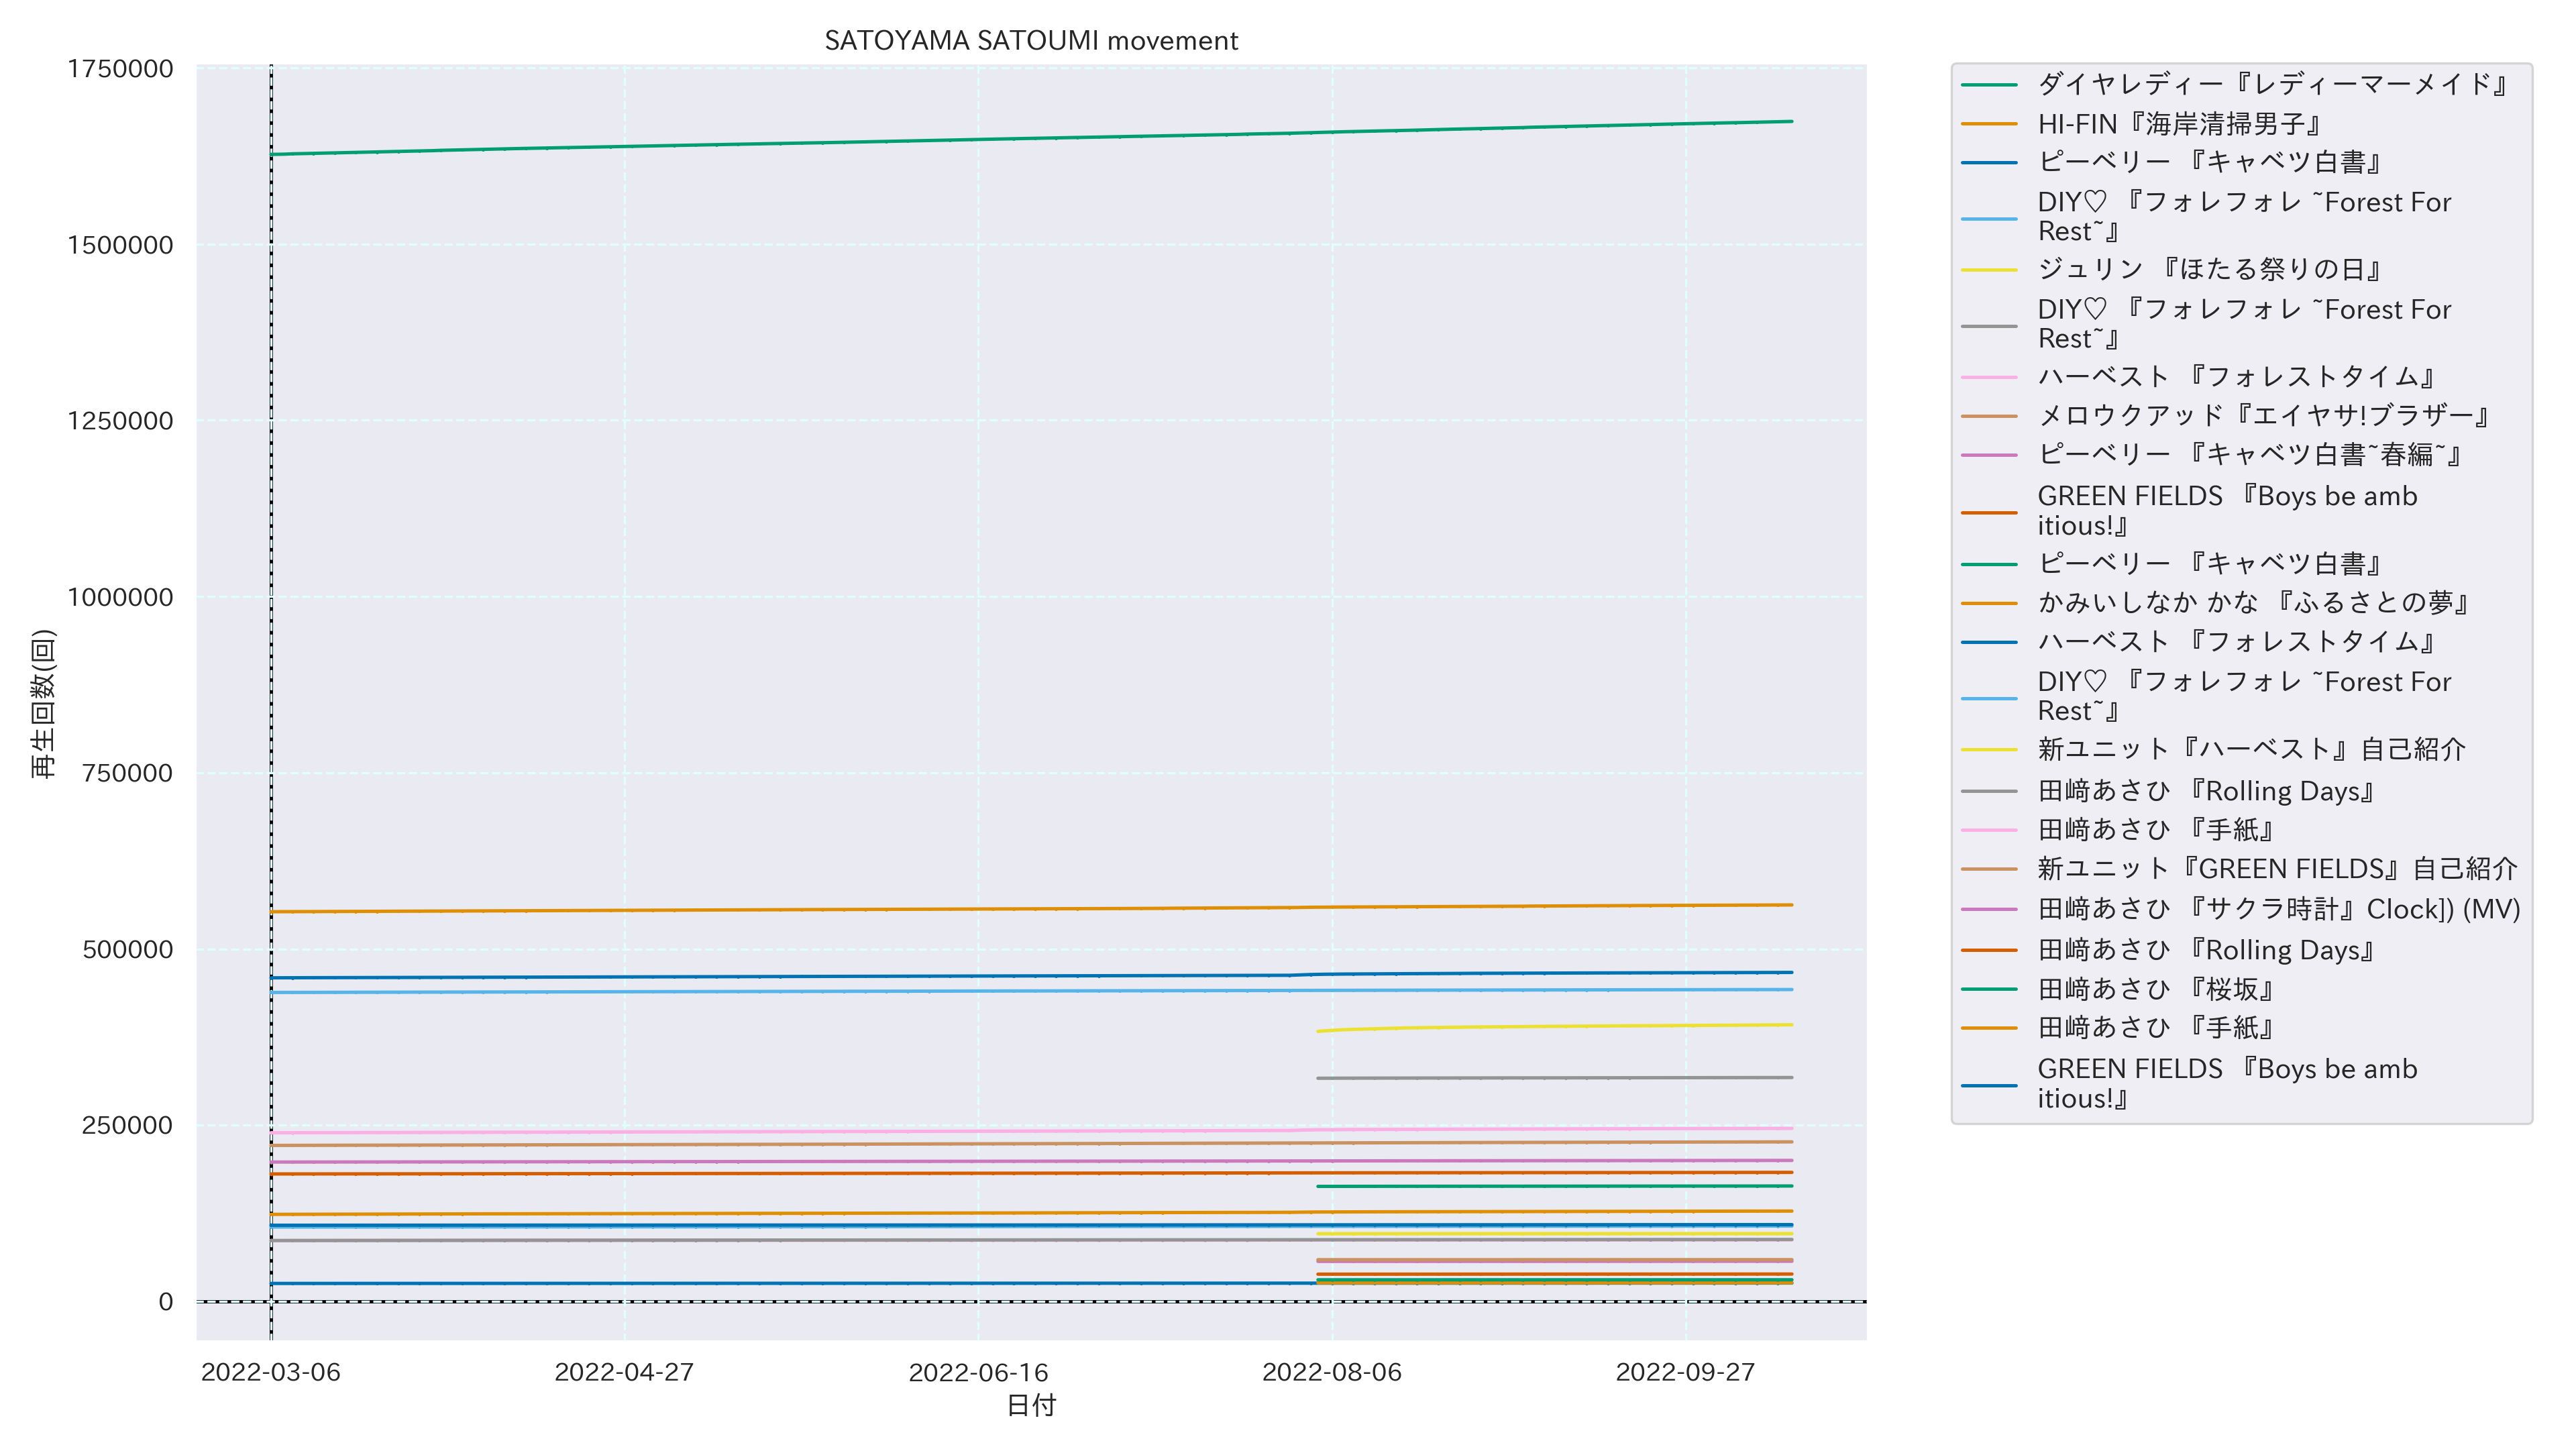 SATOYAMA SATOUMI movement
1750000
1500000
1250000
1000000
750000
500000
250000
0
再生回数(回)
2022-03-06
2022-04-27
2022-06-16
2022-08-06
2022-09-27
日付
ダイヤレディー『レディーマーメイド』
HI-FIN『海岸清掃男子』
ピーベリー 『キャベツ白書』
DIY♡ 『フォレフォレ ~Forest For
Rest~』
ジュリン 『ほたる祭りの日』
DIY♡ 『フォレフォレ ~Forest For
Rest~』
ハーベスト 『フォレストタイム』
メロウクアッド『エイヤサ!ブラザー』
ピーベリー 『キャベツ白書~春編~』
GREEN FIELDS 『Boys be amb
itious!』
ピーベリー 『キャベツ白書』
かみいしなか かな 『ふるさとの夢』
ハーベスト 『フォレストタイム』
DIY♡ 『フォレフォレ ~Forest For
Rest~』
新ユニット『ハーベスト』自己紹介
田﨑あさひ 『Rolling Days』
田﨑あさひ 『手紙』
新ユニット『GREEN FIELDS』自己紹介
田﨑あさひ 『サクラ時計』Clock]) (MV)
田﨑あさひ 『Rolling Days』
田﨑あさひ 『桜坂』
田﨑あさひ 『手紙』
GREEN FIELDS 『Boys be amb
itious!』